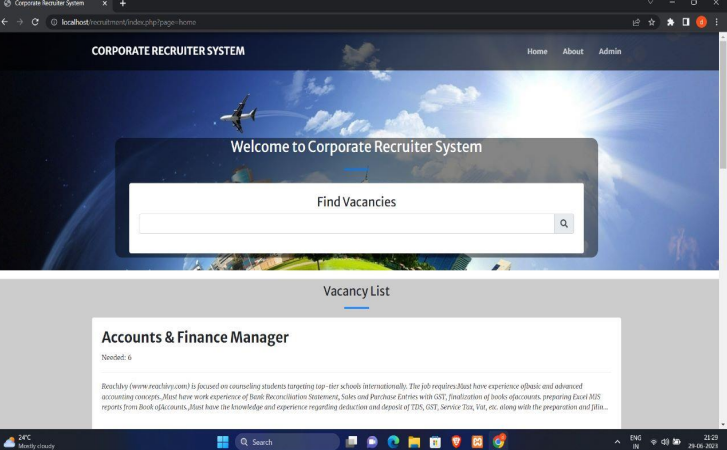 Corporate Recruiter System
localhost/recruitment/index.php?page=home
CORPORATE RECRUITER SYSTEM
Home About Admin
Welcome to Corporate Recruiter System
Find Vacancies
Vacancy List
Accounts & Finance Manager
Needed: 6
ReachIvy (www.reachivy.com) is focused on counseling students targeting top-tier schools internationally. The job requires:Must have experience ofbasic and advanced
accounting concepts.,Must have work experience of Bank Reconciliation Statement, Sales and Purchase Entries with GST, finalization of books ofaccounts. preparing Excel MIS
reports from Book ofAccounts.,Must have the knowledge and experience regarding deduction and deposit of TDS, GST, Service Tax, Vat, etc. along with the preparation and filin...
24°C
Mostly cloudy
Search
ENG
IN
21:29
29-06-2023